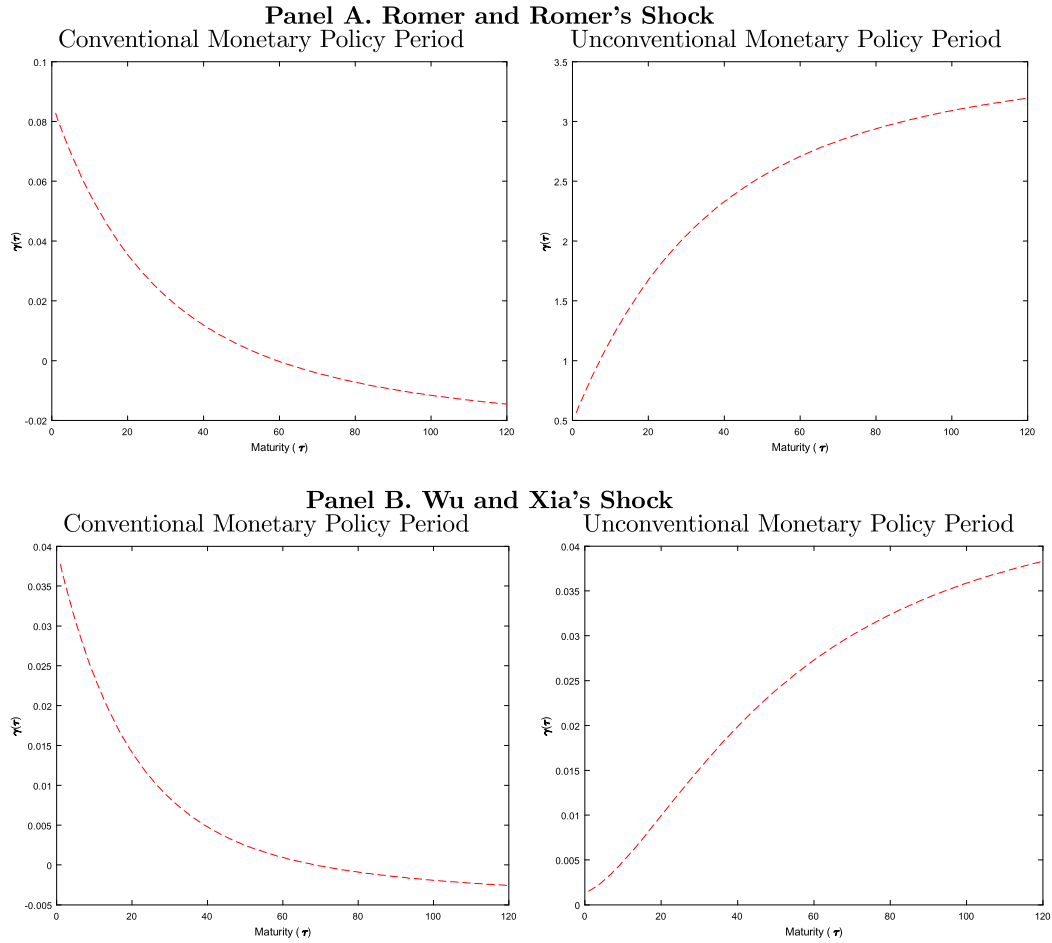 Panel A. Romer and Romer's Shock
Conventional Monetary Policy Period
Unconventional Monetary Policy Period
0.1
0.08
0.06
0.04
0.02
0
-0.02
γ(τ)
0 20 40 60 80 100 120
Maturity ( τ)
3.5
3
2.5
2
1.5
1
0.5
γ(τ)
0 20 40 60 80 100 120
Maturity ( τ)
Panel B. Wu and Xia's Shock
Conventional Monetary Policy Period
Unconventional Monetary Policy Period
0.04
0.035
0.03
0.025
0.02
0.015
0.01
0.005
0
-0.005
γ(τ)
0 20 40 60 80 100 120
Maturity ( τ)
0.04
0.035
0.03
0.025
0.02
0.015
0.01
0.005
0
γ(τ)
0 20 40 60 80 100 120
Maturity ( τ)